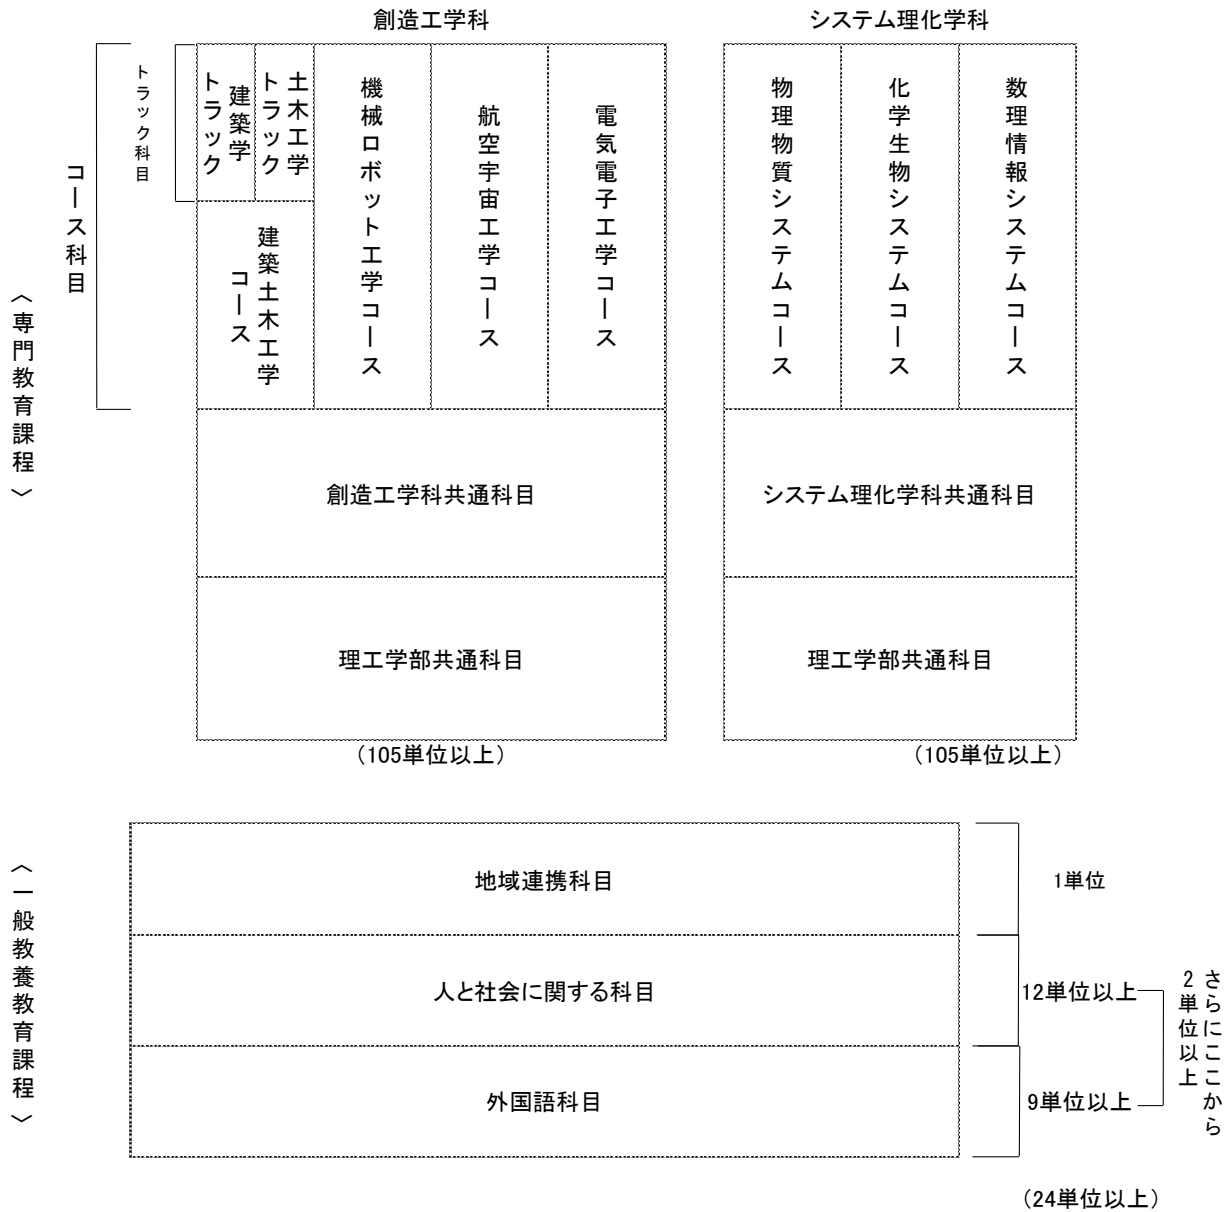 創造工学科
システム理化学科
〈専門教育課程〉
コース科目
トラック科目
建築学
トラック
土木工学
トラック
建築土木工学
コース
機械ロボット工学コース
航空宇宙工学コース
電気電子工学コース
物理物質システムコース
化学生物システムコース
数理情報システムコース
創造工学科共通科目
システム理化学科共通科目
理工学部共通科目
理工学部共通科目
（105単位以上）
（105単位以上）
〈一般教養教育課程〉
地域連携科目
1単位
人と社会に関する科目
12単位以上
外国語科目
9単位以上
さらにここから
2単位以上
（24単位以上）